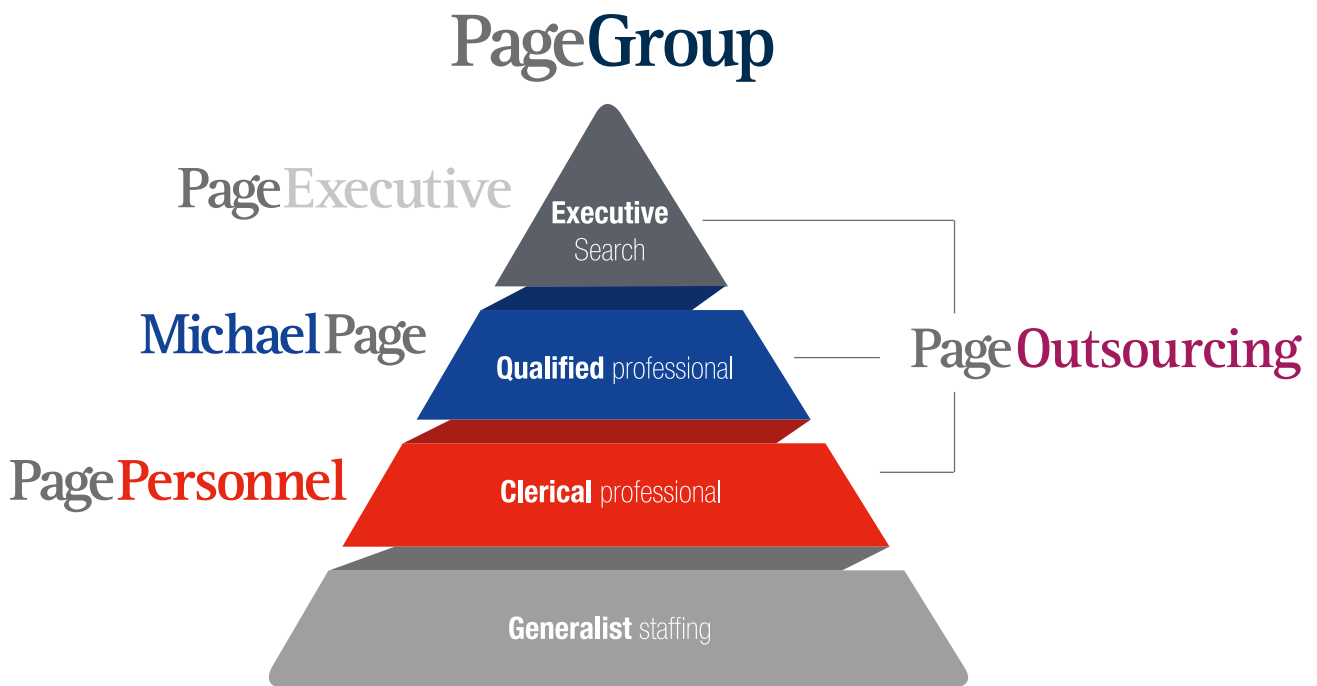 PageGroup
PageExecutive
Executive
Search
MichaelPage
Qualified professional
PageOutsourcing
PagePersonnel
Clerical professional
Generalist staffing